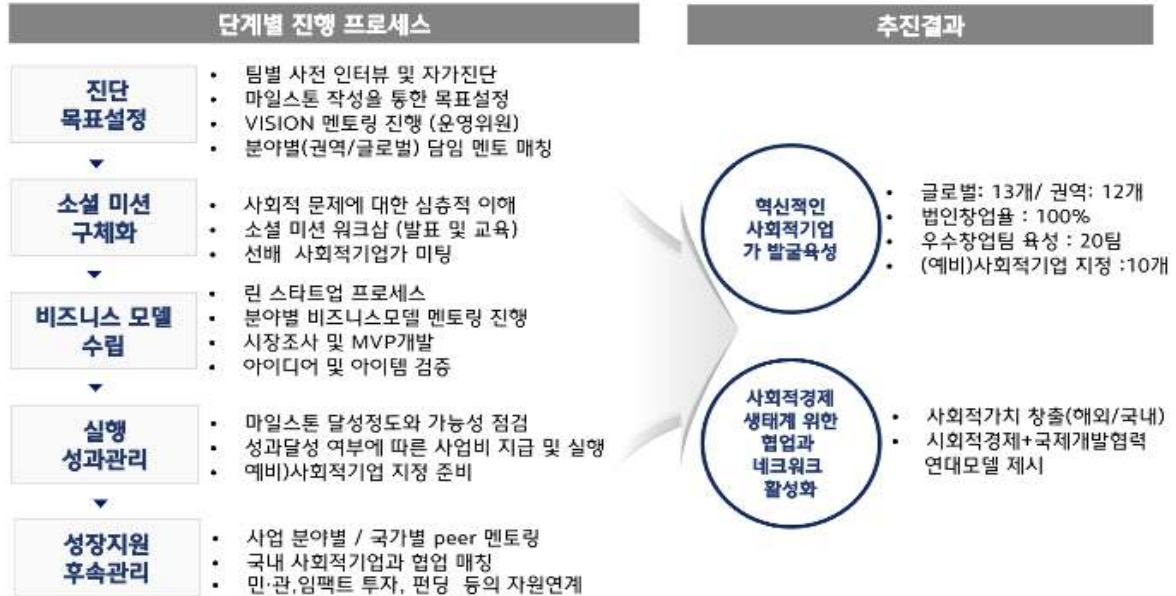 단계별 진행 프로세스
진단
목표설정
• 팀별 사전 인터뷰 및 자가진단
• 마일스톤 작성을 통한 목표설정
• VISION 멘토링 진행 (운영위원)
• 분야별(권역/글로벌) 담임 멘토 매칭
소셜 미션
구체화
• 사회적 문제에 대한 심층적 이해
• 소셜 미션 워크샵 (발표 및 교육)
• 선배 사회적기업가 미팅
비즈니스 모델
수립
• 린 스타트업 프로세스
• 분야별 비즈니스모델 멘토링 진행
• 시장조사 및 MVP개발
• 아이디어 및 아이템 검증
실행
성과관리
• 마일스톤 달성정도와 가능성 점검
• 성과달성 여부에 따른 사업비 지급 및 실행
• 예비)사회적기업 지정 준비
성장지원
후속관리
• 사업 분야별 / 국가별 peer 멘토링
• 국내 사회적기업과 협업 매칭
• 민·관,임팩트 투자, 펀딩 등의 자원연계
추진결과
혁신적인
사회적기업
가 발굴육성
• 글로벌: 13개/ 권역: 12개
• 법인창업율 : 100%
• 우수창업팀 육성 : 20팀
• (예비)사회적기업 지정 :10개
사회적경제
생태계 위한
협업과
네크워크
활성화
• 사회적가치 창출(해외/국내)
• 시회적경제+국제개발협력
연대모델 제시